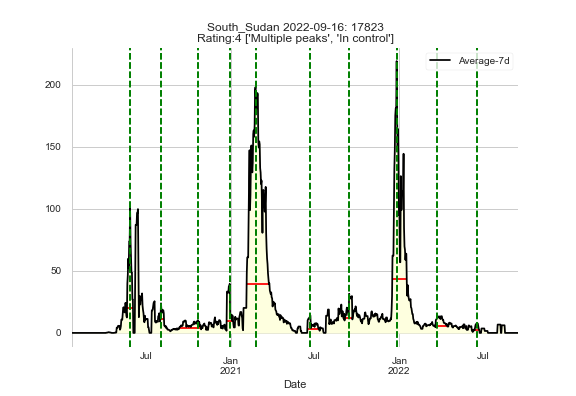 South_Sudan 2022-09-16: 17823
Rating:4 ['Multiple peaks', 'In control']
Average-7d
200
150
100
50
0
Jul
Jan
2021
Jul
Jan
2022
Jul
Date